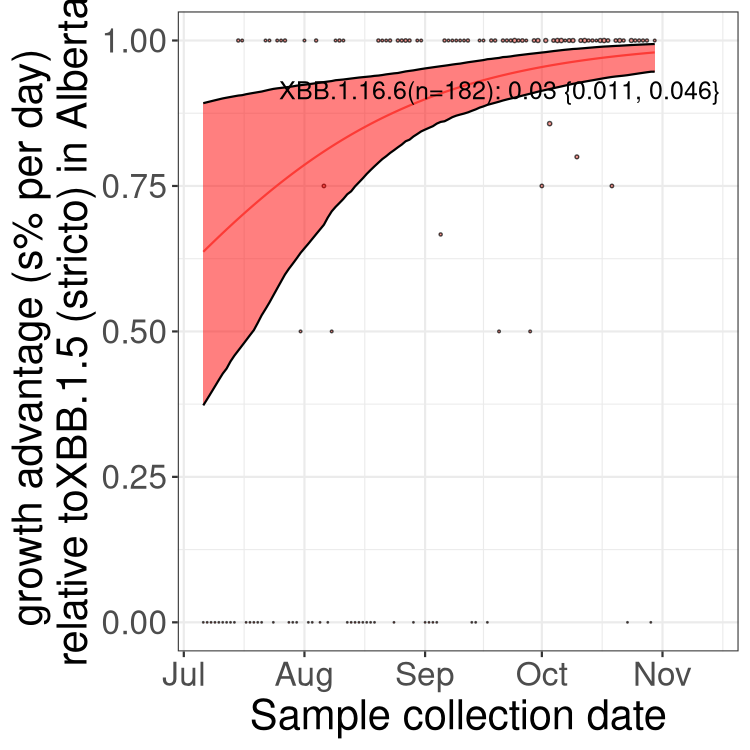 growth advantage (s% per day)
relative toXBB.1.5 (stricto) in Alberta
1.00
0.75
0.50
0.25
0.00
XBB.1.16.6(n=182): 0.03 {0.011, 0.046}
Jul
Aug
Sep
Oct
Nov
Sample collection date